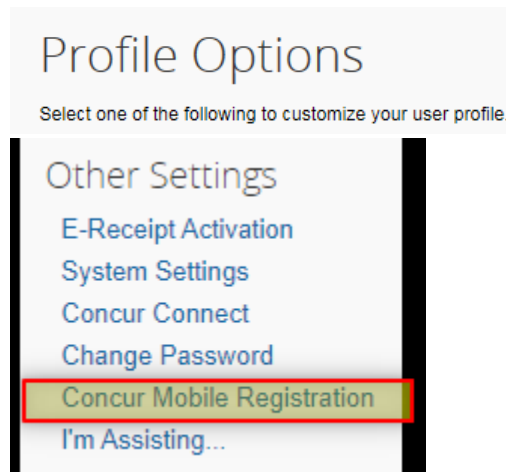 Profile Options
Select one of the following to customize your user profile.
Other Settings
E-Receipt Activation
System Settings
Concur Connect
Change Password
Concur Mobile Registration
I'm Assisting...